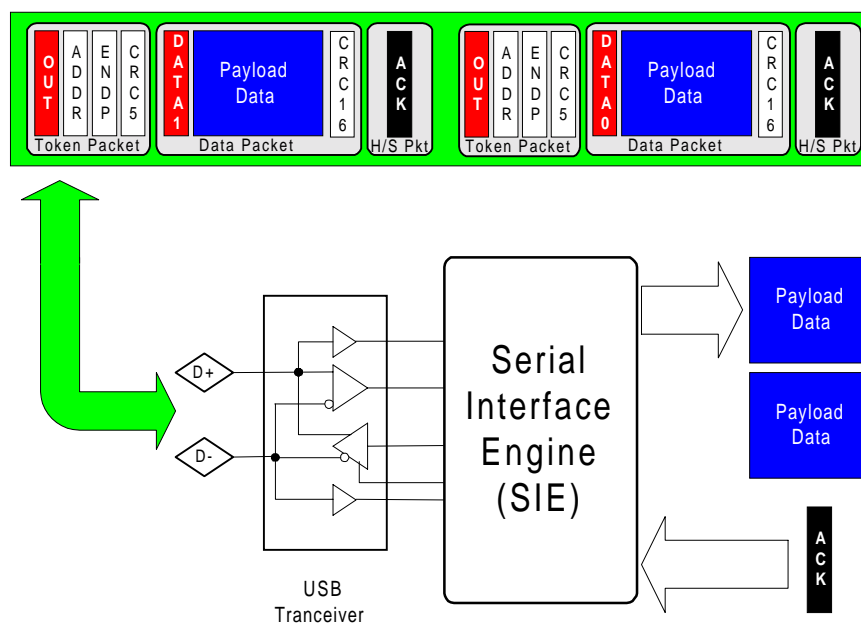 OUT
ADDR
ENDP
CRC5
Token Packet
DATA1
Payload
Data
CRC16
Data Packet
ACK
H/S Pkt
OUT
ADDR
ENDP
CRC5
Token Packet
DATA0
Payload
Data
CRC16
Data Packet
ACK
H/S Pkt
D+
D-
USB
Tranceiver
Serial
Interface
Engine
(SIE)
Payload
Data
Payload
Data
ACK